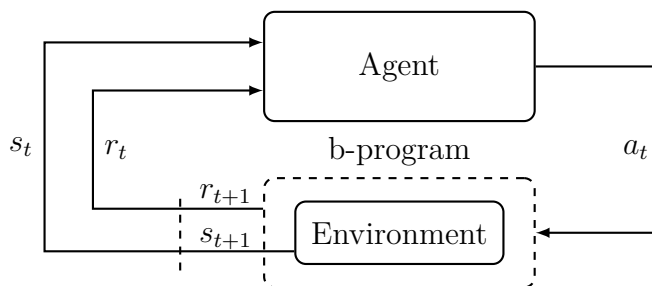 Agent
s_t
r_t
b-program
a_t
r_{t+1}
s_{t+1}
Environment